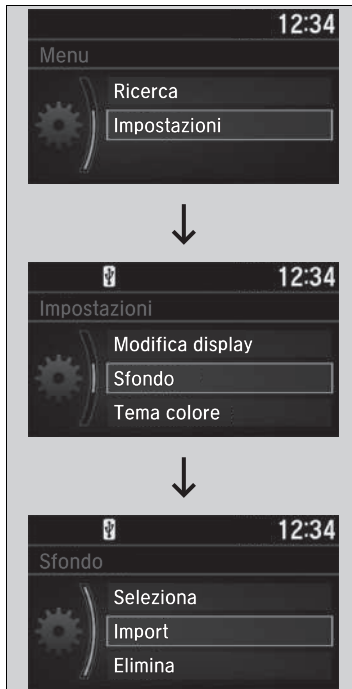 12:34
Menu
Ricerca
Impostazioni
12:34
Impostazioni
Modifica display
Sfondo
Tema colore
12:34
Sfondo
Seleziona
Import
Elimina